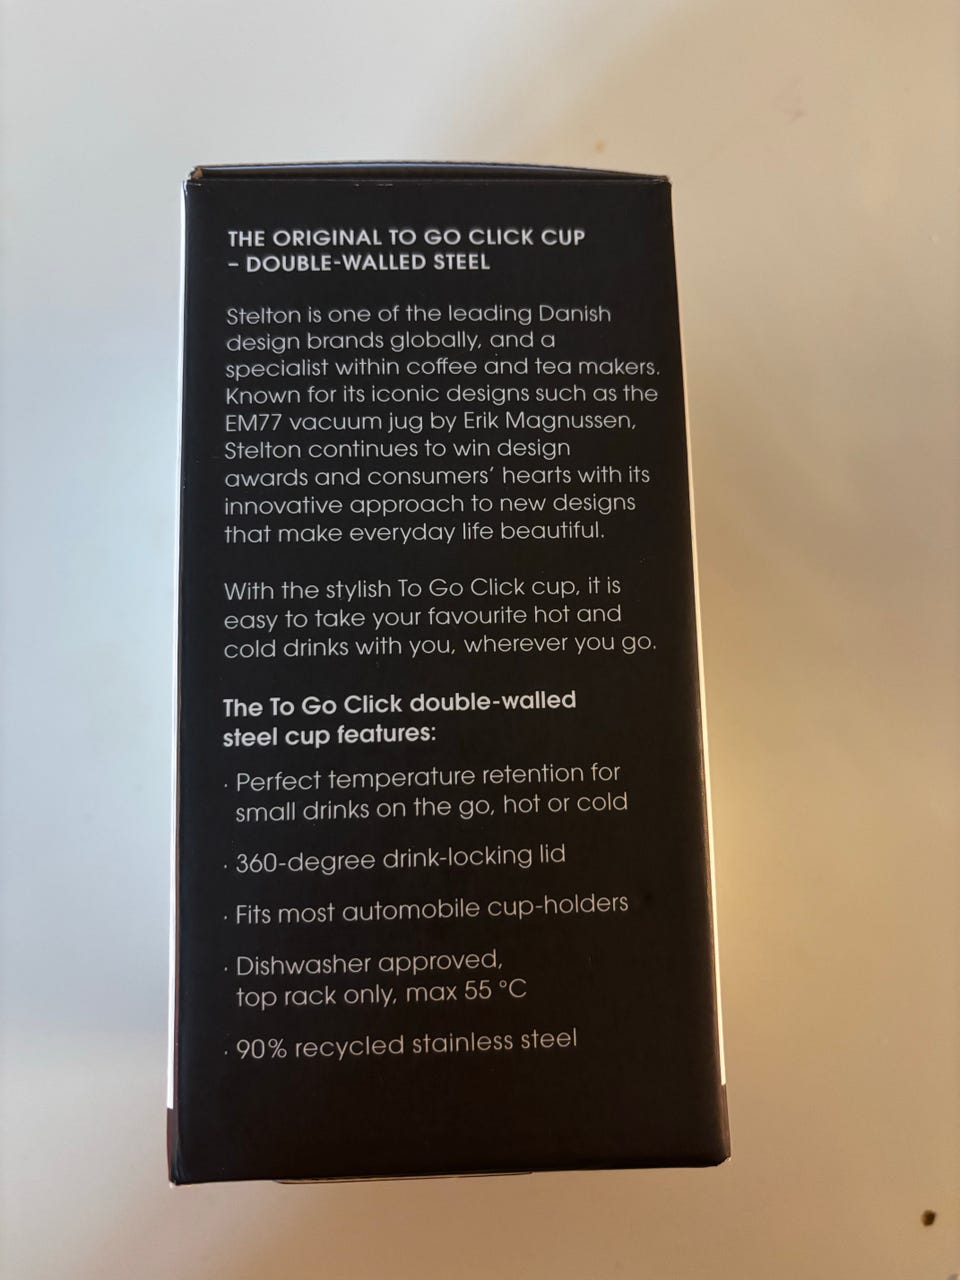 THE ORIGINAL TO GO CLICK CUP
– DOUBLE-WALLED STEEL
Stelton is one of the leading Danish
design brands globally, and a
specialist within coffee and tea makers.
Known for its iconic designs such as the
EM77 vacuum jug by Erik Magnussen,
Stelton continues to win design
awards and consumers’ hearts with its
innovative approach to new designs
that make everyday life beautiful.
With the stylish To Go Click cup, it is
easy to take your favourite hot and
cold drinks with you, wherever you go.
The To Go Click double-walled
steel cup features:
· Perfect temperature retention for
small drinks on the go, hot or cold
· 360-degree drink-locking lid
· Fits most automobile cup-holders
· Dishwasher approved,
top rack only, max 55 °C
· 90% recycled stainless steel